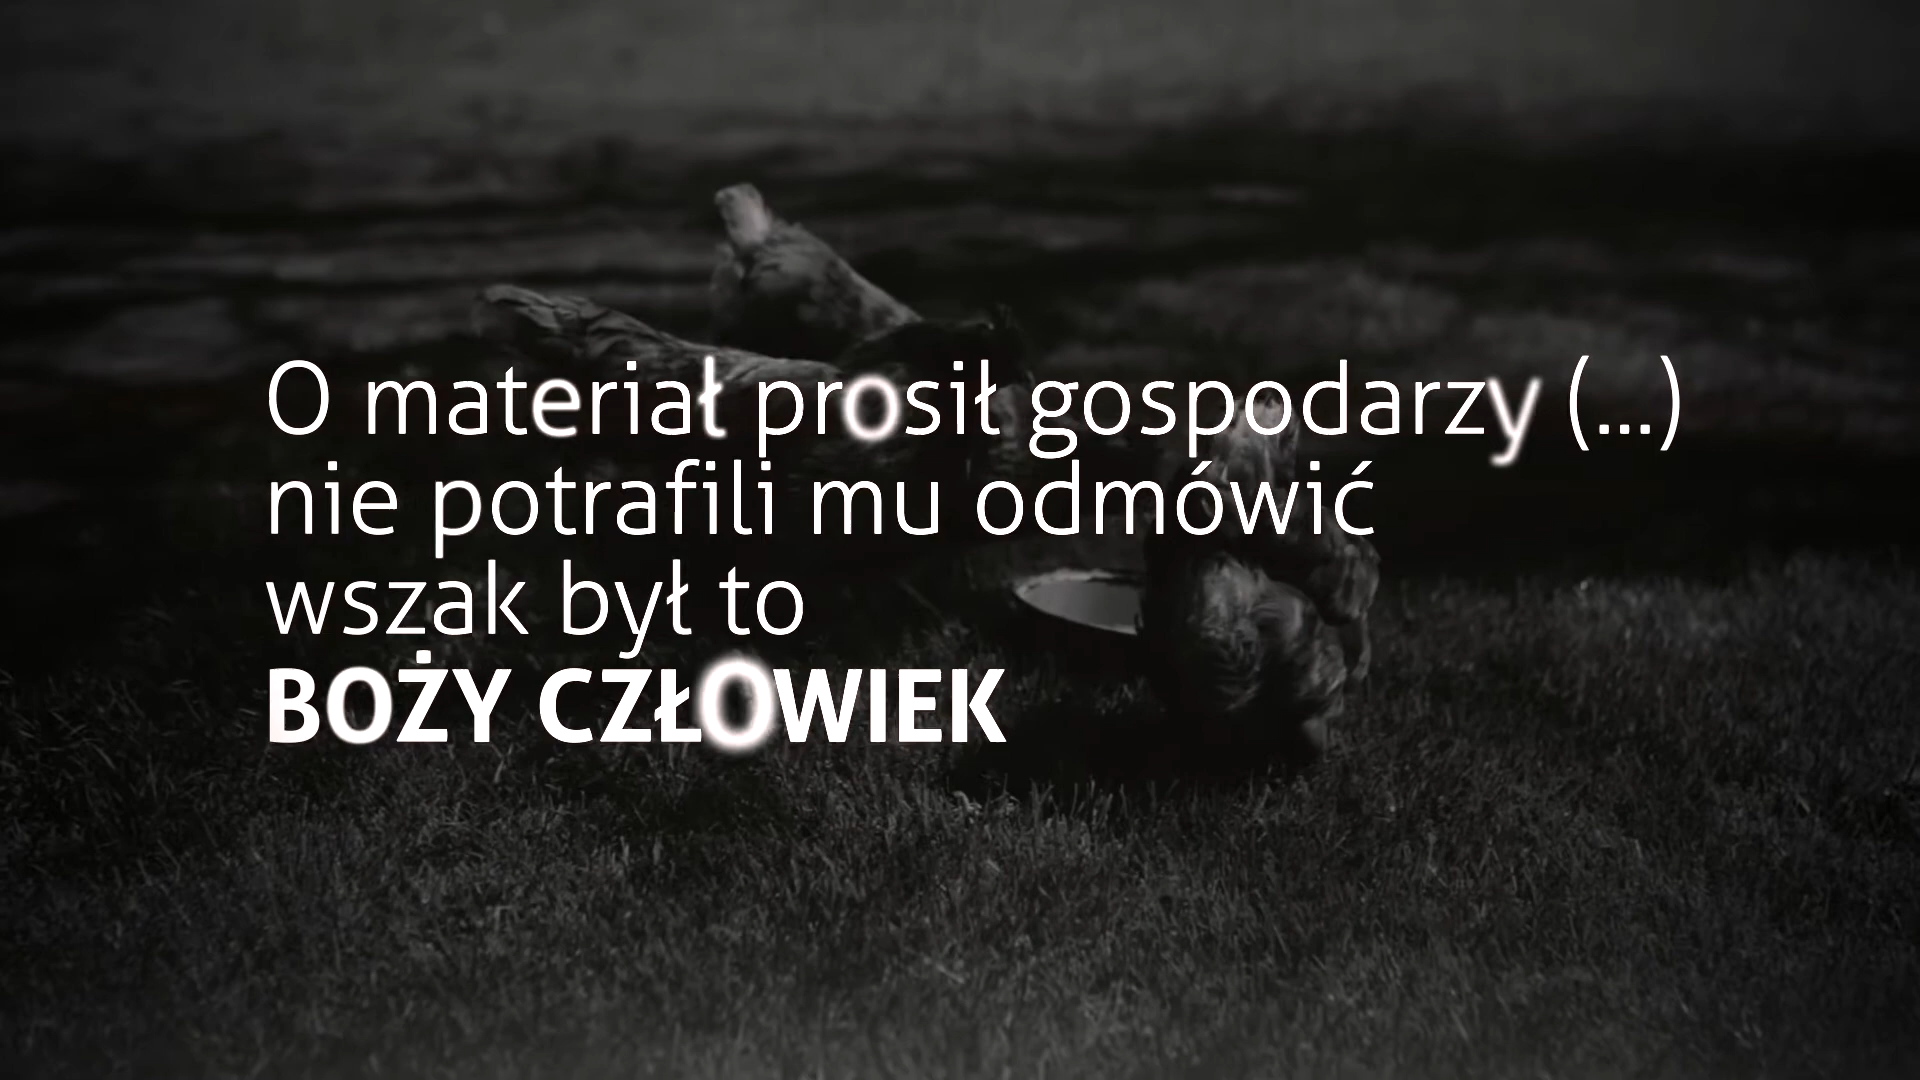 O materiał prosił gospodarzy (...)
nie potrafili mu odmówić
wszak był to
BOŻY CZŁOWIEK